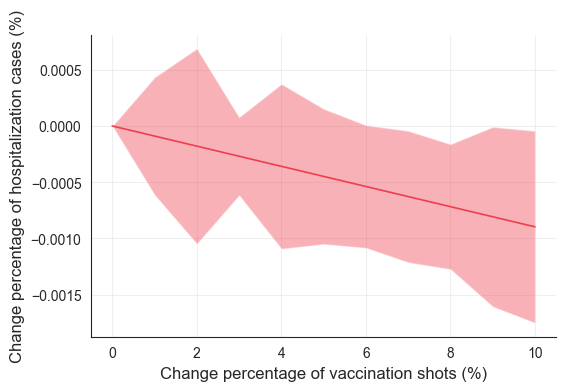 Change percentage of hospitalization cases (%)
0.0005
0.0000
−0.0005
−0.0010
−0.0015
0 2 4 6 8 10
Change percentage of vaccination shots (%)